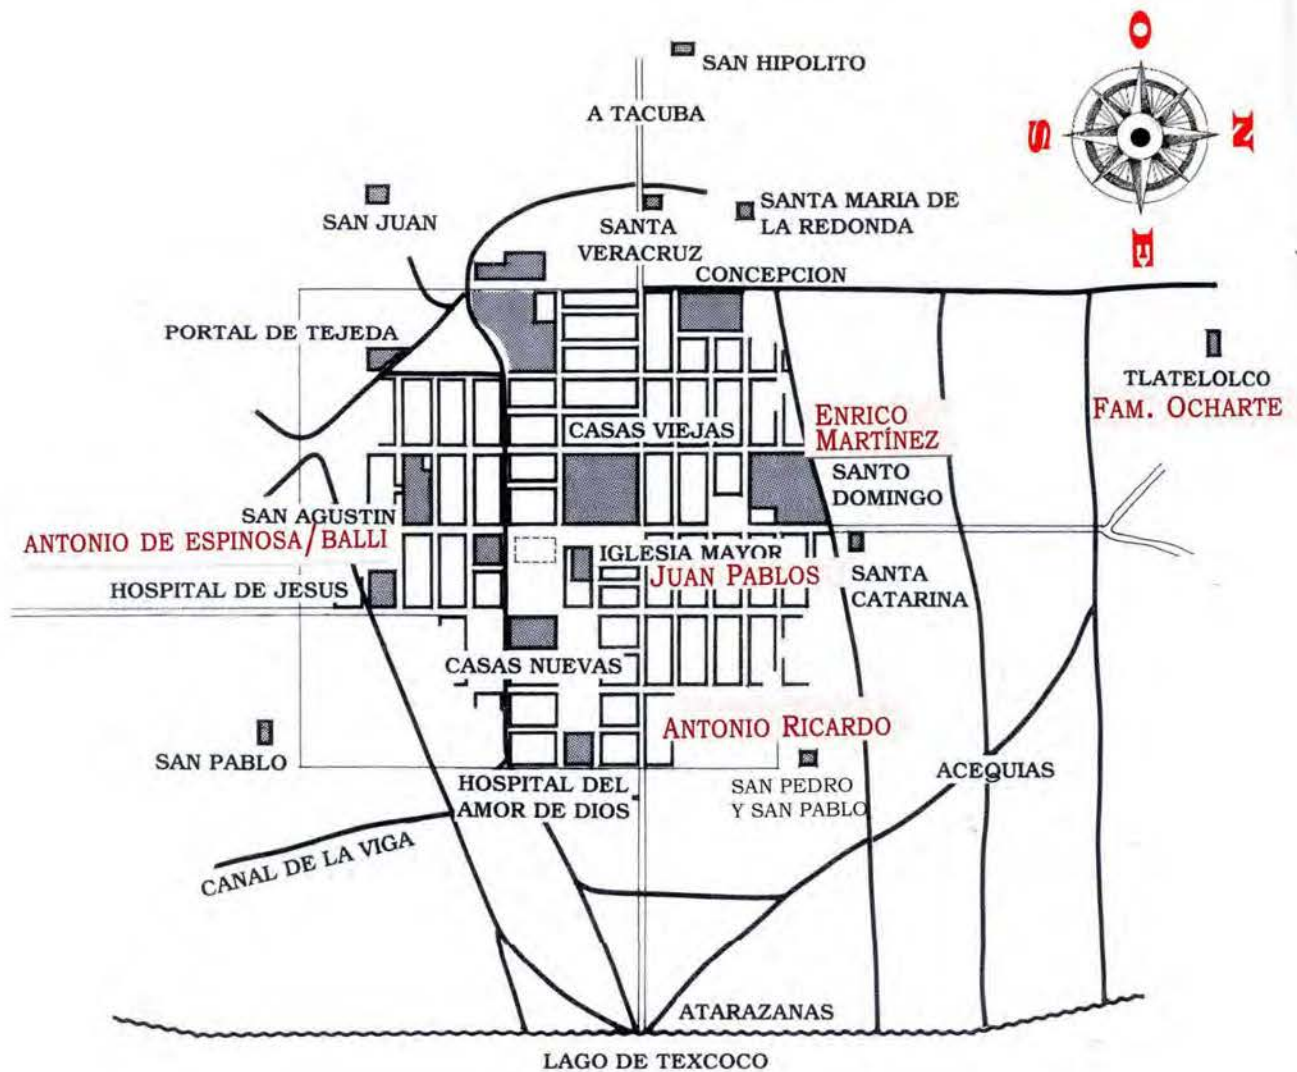 O
SAN HIPOLITO
A TACUBA
S
N
SAN JUAN
SANTA
VERACRUZ
SANTA MARIA DE
LA REDONDA
E
CONCEPCION
PORTAL DE TEJEDA
TLATELOLCO
FAM. OCHARTE
CASAS VIEJAS
ENRICO
MARTÍNEZ
SANTO
DOMINGO
SAN AGUSTIN
ANTONIO DE ESPINOSA/BALLI
IGLESIA MAYOR
JUAN PABLOS
HOSPITAL DE JESUS
SANTA
CATARINA
CASAS NUEVAS
ANTONIO RICARDO
SAN PABLO
ACEQUIAS
HOSPITAL DEL
AMOR DE DIOS
SAN PEDRO
Y SAN PABLO
CANAL DE LA VIGA
ATARAZANAS
LAGO DE TEXCOCO